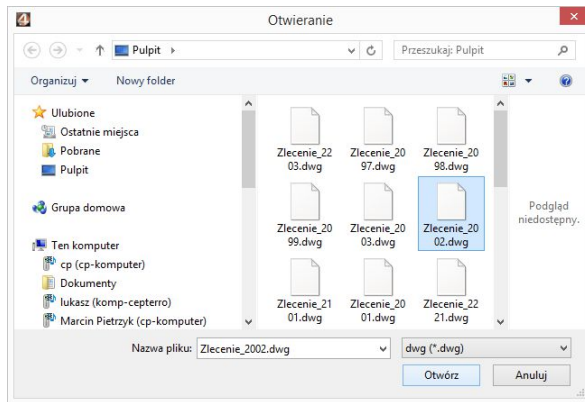 4
Otwieranie
x
Pulpit
Przeszukaj: Pulpit
Organizuj
Nowy folder
?
Ulubione
Ostatnie miejsca
Pobrane
Pulpit
Grupa domowa
Ten komputer
cp (cp-komputer)
Dokumenty
lukasz (komp-cepterro)
Marcin Pietrzyk (cp-komputer)
Zlecenie_22
03.dwg
Zlecenie_20
97.dwg
Zlecenie_20
98.dwg
Zlecenie_20
99.dwg
Zlecenie_20
03.dwg
Zlecenie_20
02.dwg
Zlecenie_21
01.dwg
Zlecenie_20
01.dwg
Zlecenie_22
21.dwg
Podgląd
niedostępny.
Nazwa pliku:
Zlecenie_2002.dwg
dwg (*.dwg)
Otwórz
Anuluj